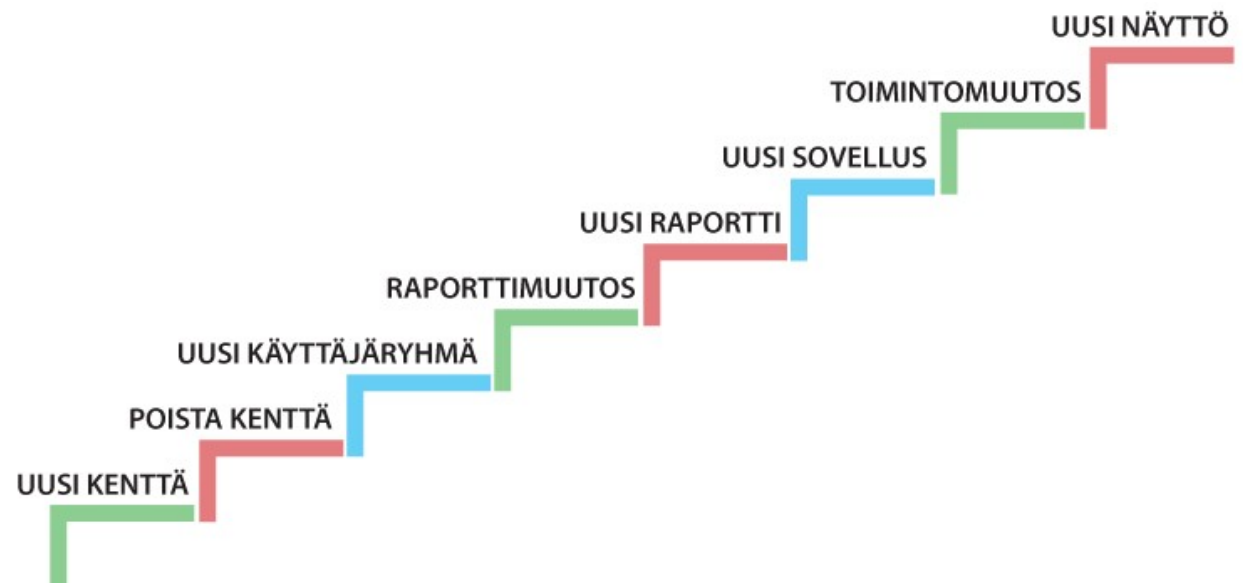 UUSI NÄYTTÖ
TOIMINTOMUUTOS
UUSI SOVELLUS
UUSI RAPORTTI
RAPORTTIMUUTOS
UUSI KÄYTTÄJÄRYHMÄ
POISTA KENTTÄ
UUSI KENTTÄ